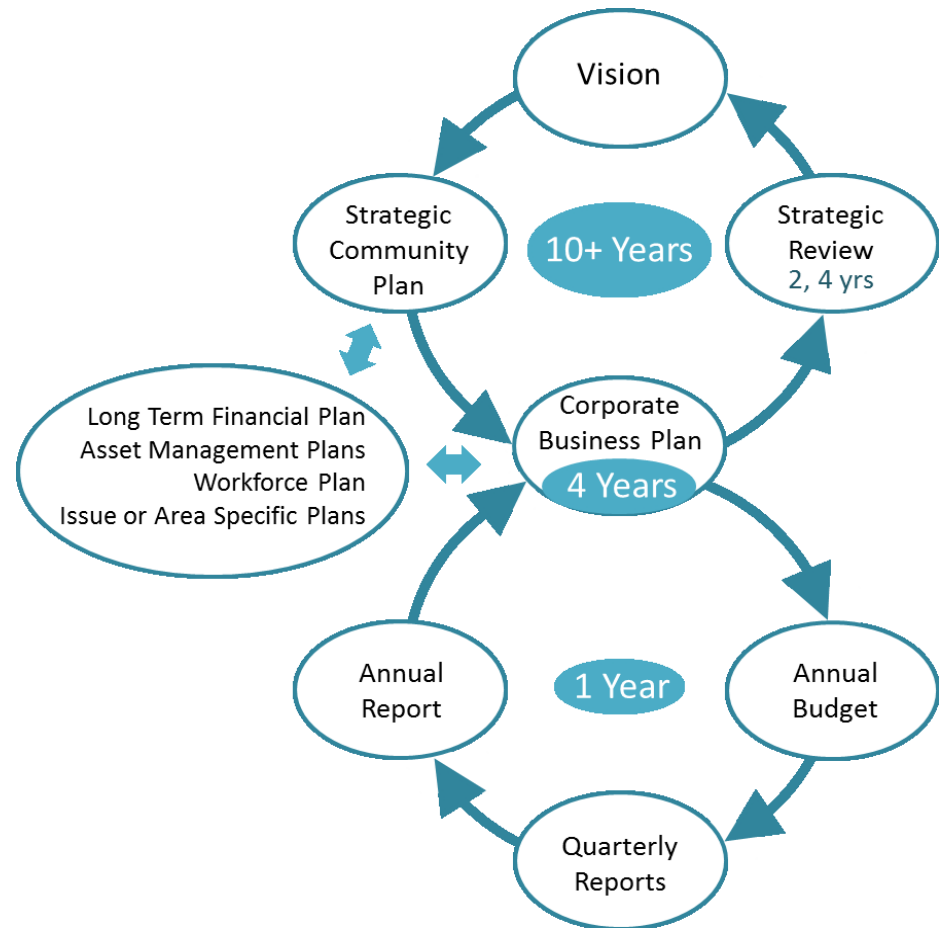 Vision
Strategic
Community
Plan
10+ Years
Strategic
Review
2, 4 yrs
Long Term Financial Plan
Asset Management Plans
Workforce Plan
Issue or Area Specific Plans
Corporate
Business Plan
4 Years
Annual
Report
1 Year
Annual
Budget
Quarterly
Reports